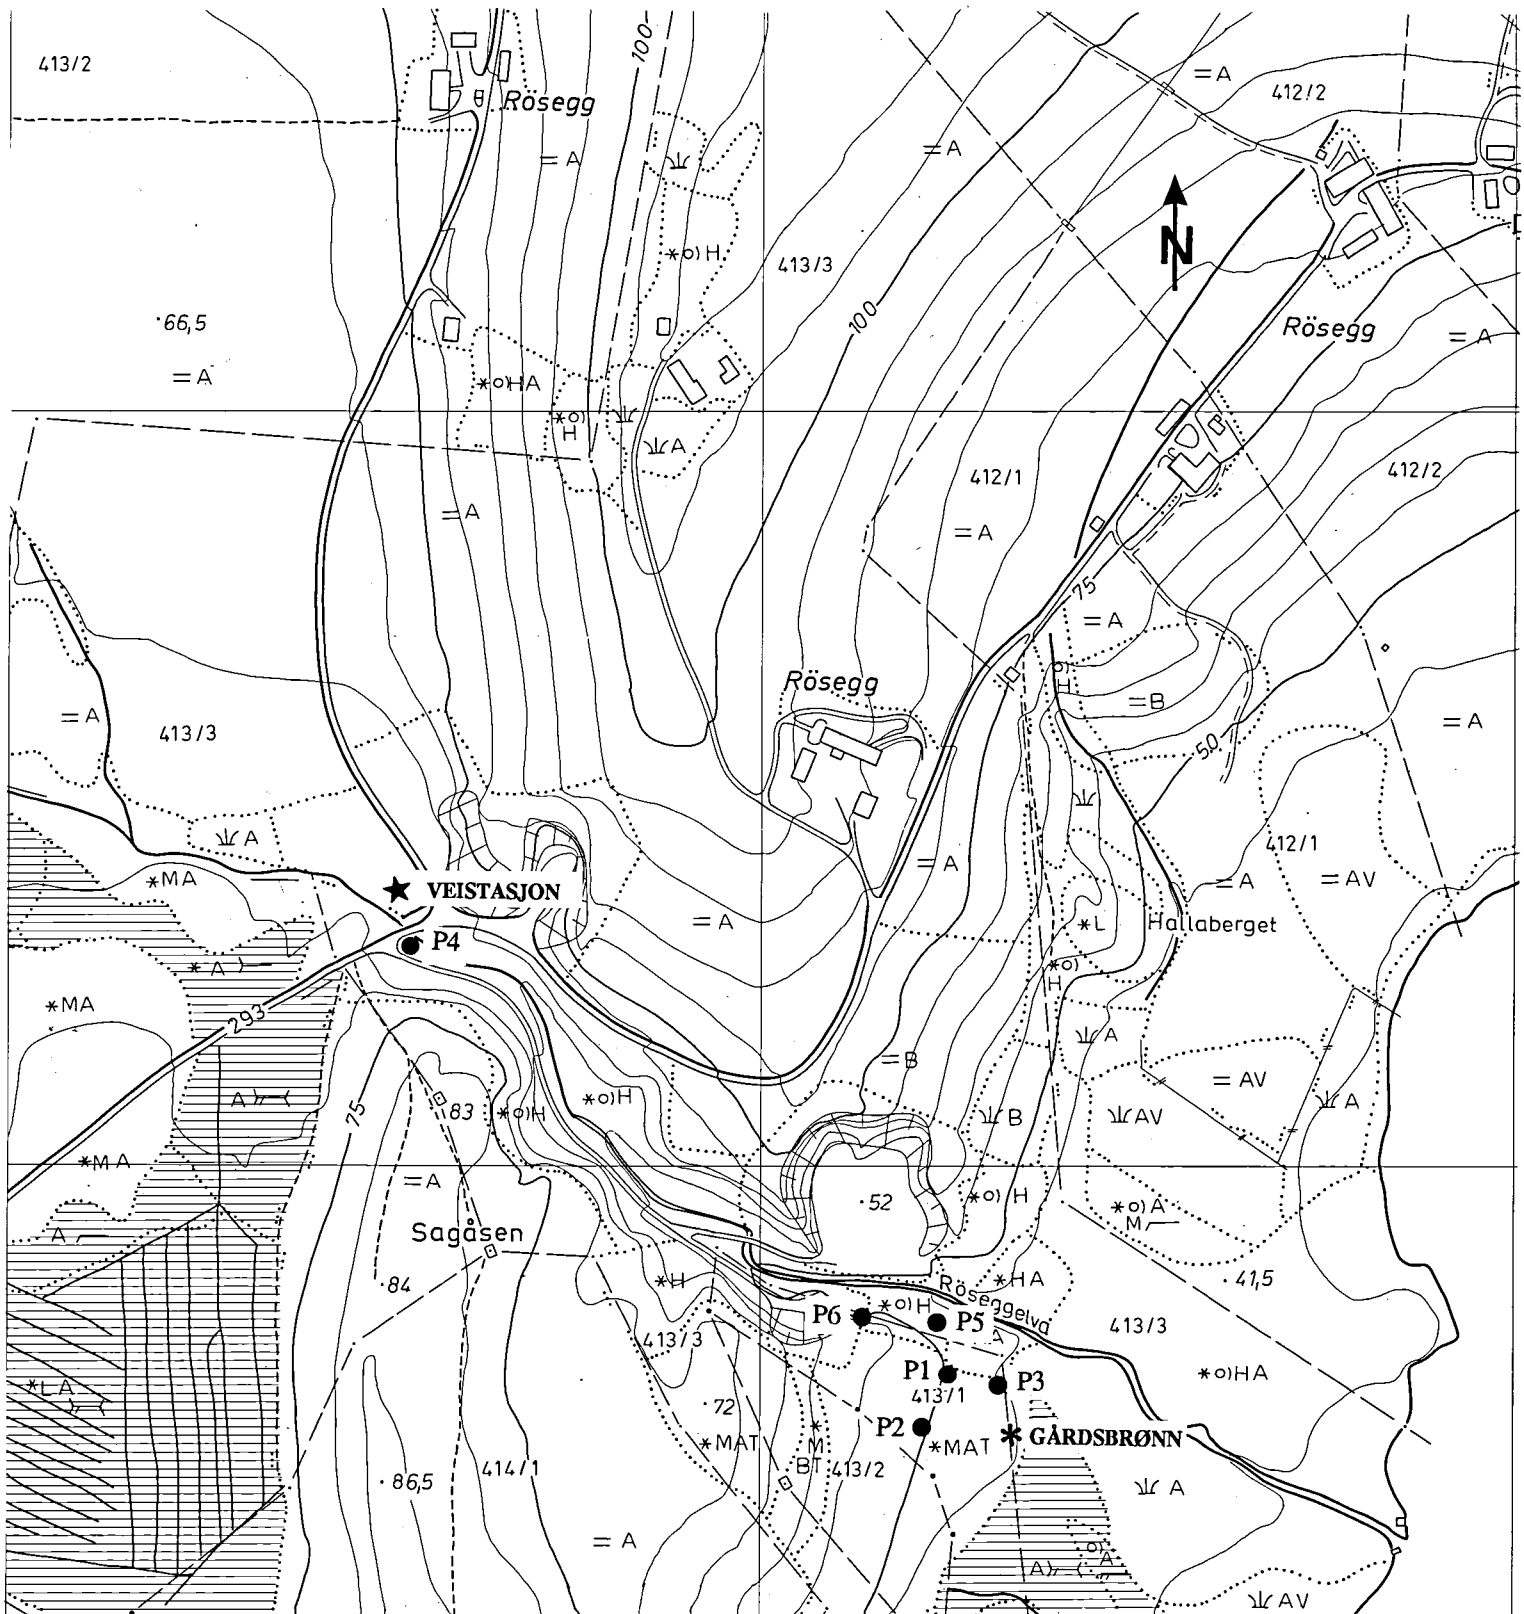 413/2
100
Rösegg
= A
= A
412/2
= A
N
*o)H
413/3
66,5
= A
100
Rösegg
= A
*o)HA
*o)
H
A
412/1
412/2
= A
= A
75
= A
Rösegg
o)
H
= B
= A
413/3
50
= A
A
412/1
*MA
VEISTASJON
= A
= A
= AV
= A
*L
Hallaberget
P4
*A
*o)
H
*MA
293
A
= B
= AV
A
A
75
83
*o)H
*o)H
B
AV
*MA
= A
52
*o)H
*o)A
M
A
Sagåsen
84
*H
*HA
41,5
Röseggelva
P6
*o)H
P5
A
413/3
413/3
P1
P3
*o)HA
*LA
413/1
72
P2
GÅRDSBRØNN
*MAT
*M
BT
*MAT
86,5
414/1
413/2
A
= A
o)
A
A
AV